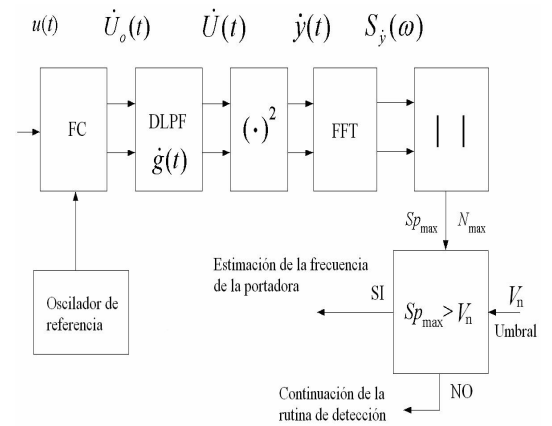 u(t) U̇ₒ(t) U̇(t) ẏ(t) S_ẏ(ω)
FC
DLPF
ġ(t)
(·)²
FFT
| |
Sp_max N_max
Estimación de la frecuencia
de la portadora
SI
Sp_max > V_n
V_n
Umbral
Oscilador de
referencia
NO
Continuación de la
rutina de detección